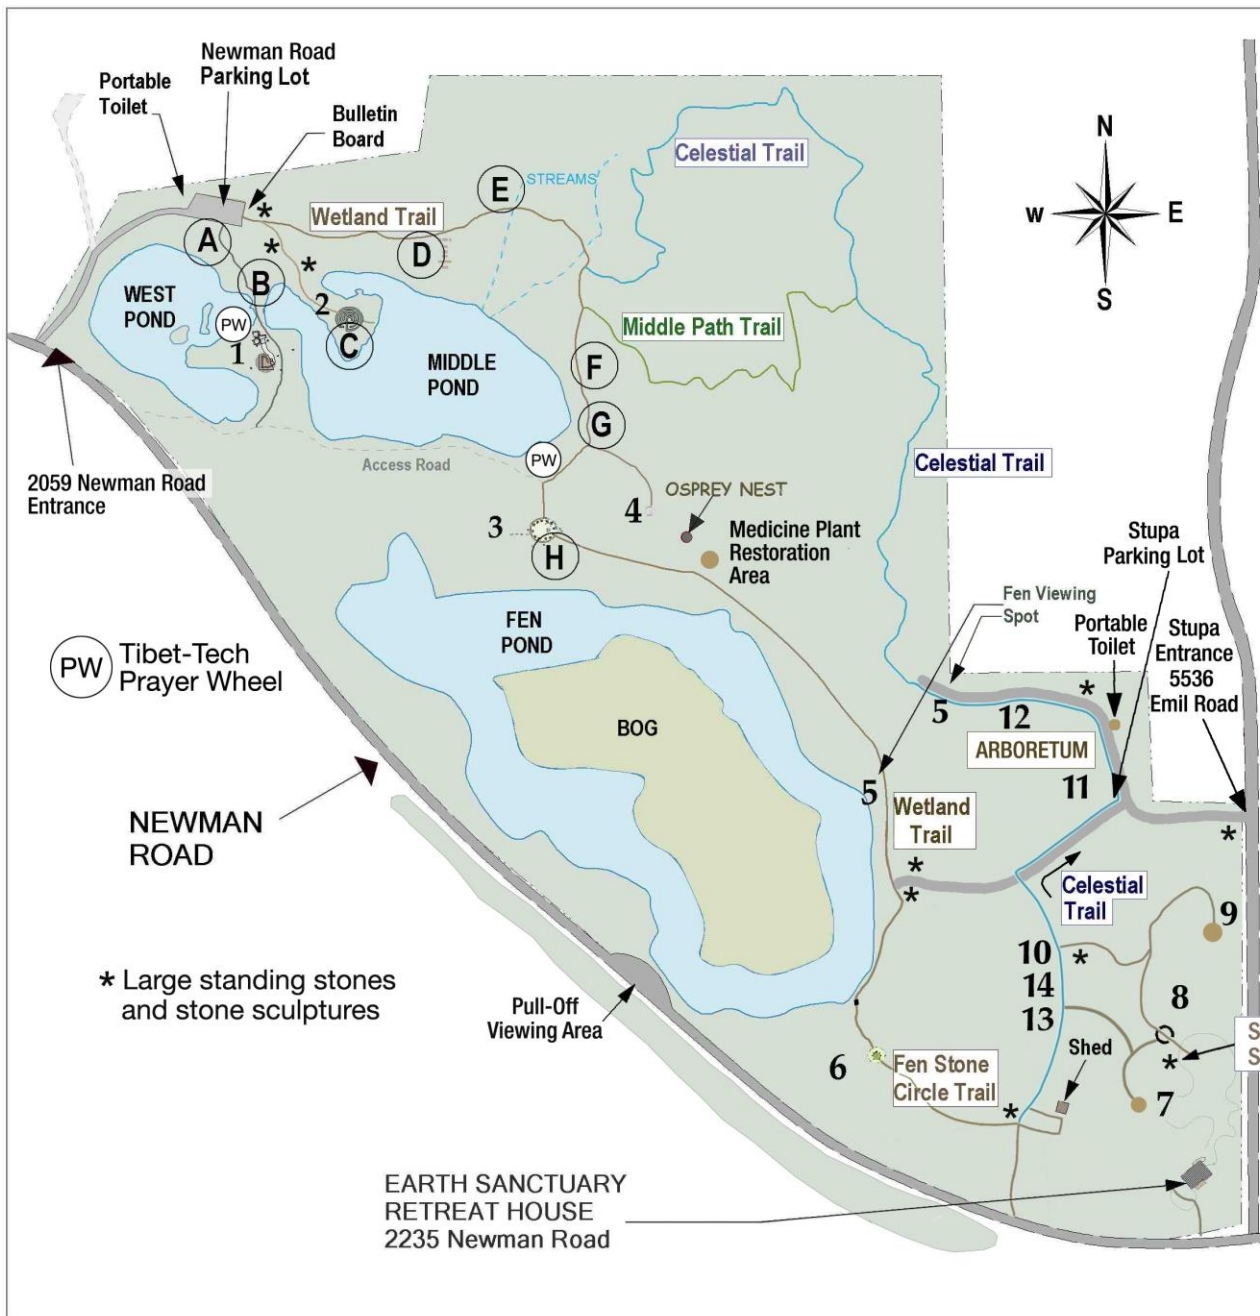 Newman Road
Parking Lot
Portable
Toilet
Bulletin
Board
Celestial Trail
N
W
E
S
E
STREAMS
Wetland Trail
A
D
B
WEST
POND
PW
2
1
C
MIDDLE
POND
Middle Path Trail
F
G
PW
Access Road
2059 Newman Road
Entrance
Celestial Trail
OSPREY NEST
4
3
H
Medicine Plant
Restoration
Area
Stupa
Parking Lot
Fen Viewing
Spot
Portable
Toilet
Stupa
Entrance
5536
Emil Road
FEN
POND
PW
Tibet-Tech
Prayer Wheel
BOG
5
12
ARBORETUM
11
5
Wetland
Trail
NEWMAN
ROAD
*
*
*
*
*
*
*
Celestial
Trail
9
10
*
14
13
8
* Large standing stones
and stone sculptures
Pull-Off
Viewing Area
*
S
S
Shed
6
Fen Stone
Circle Trail
*
7
EARTH SANCTUARY
RETREAT HOUSE
2235 Newman Road